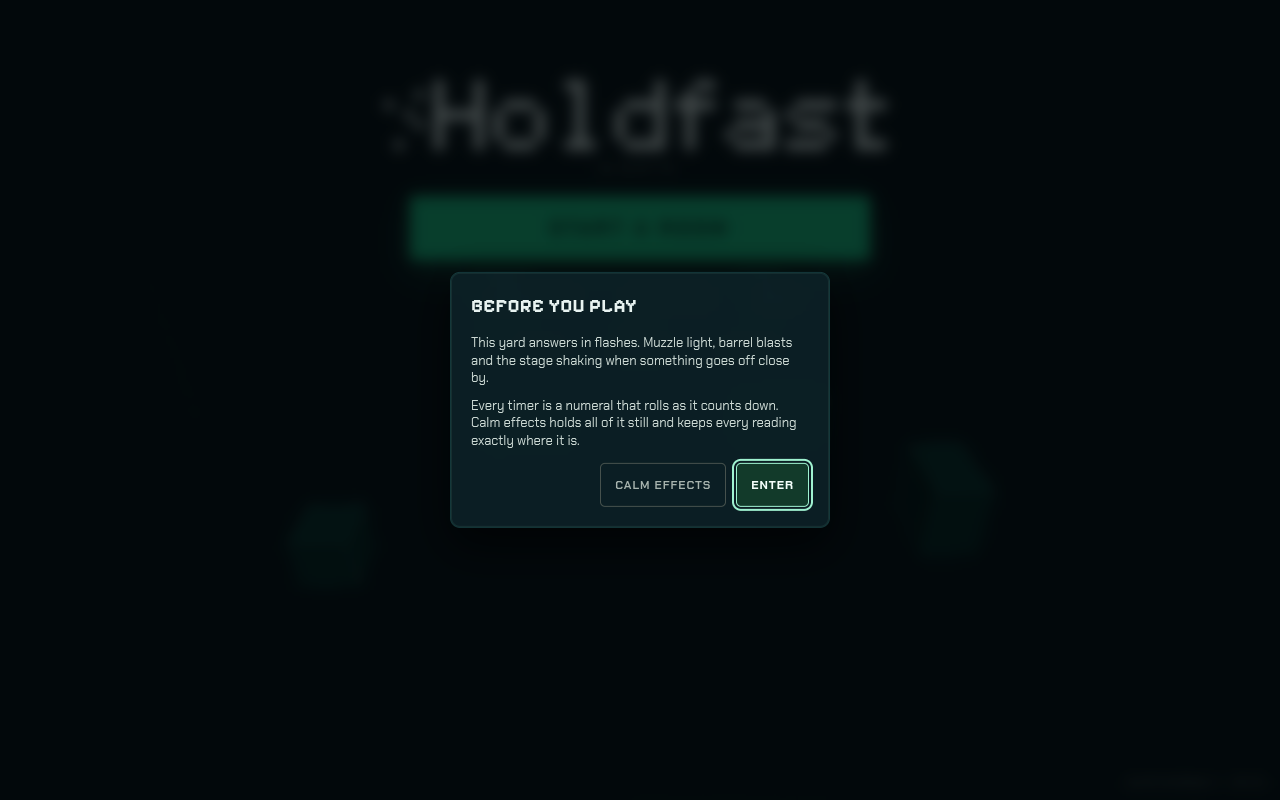 Holdfast
BEFORE YOU PLAY
This yard answers in flashes. Muzzle light, barrel blasts
and the stage shaking when something goes off close
by.
Every timer is a numeral that rolls as it counts down.
Calm effects holds all of it still and keeps every reading
exactly where it is.
CALM EFFECTS
ENTER